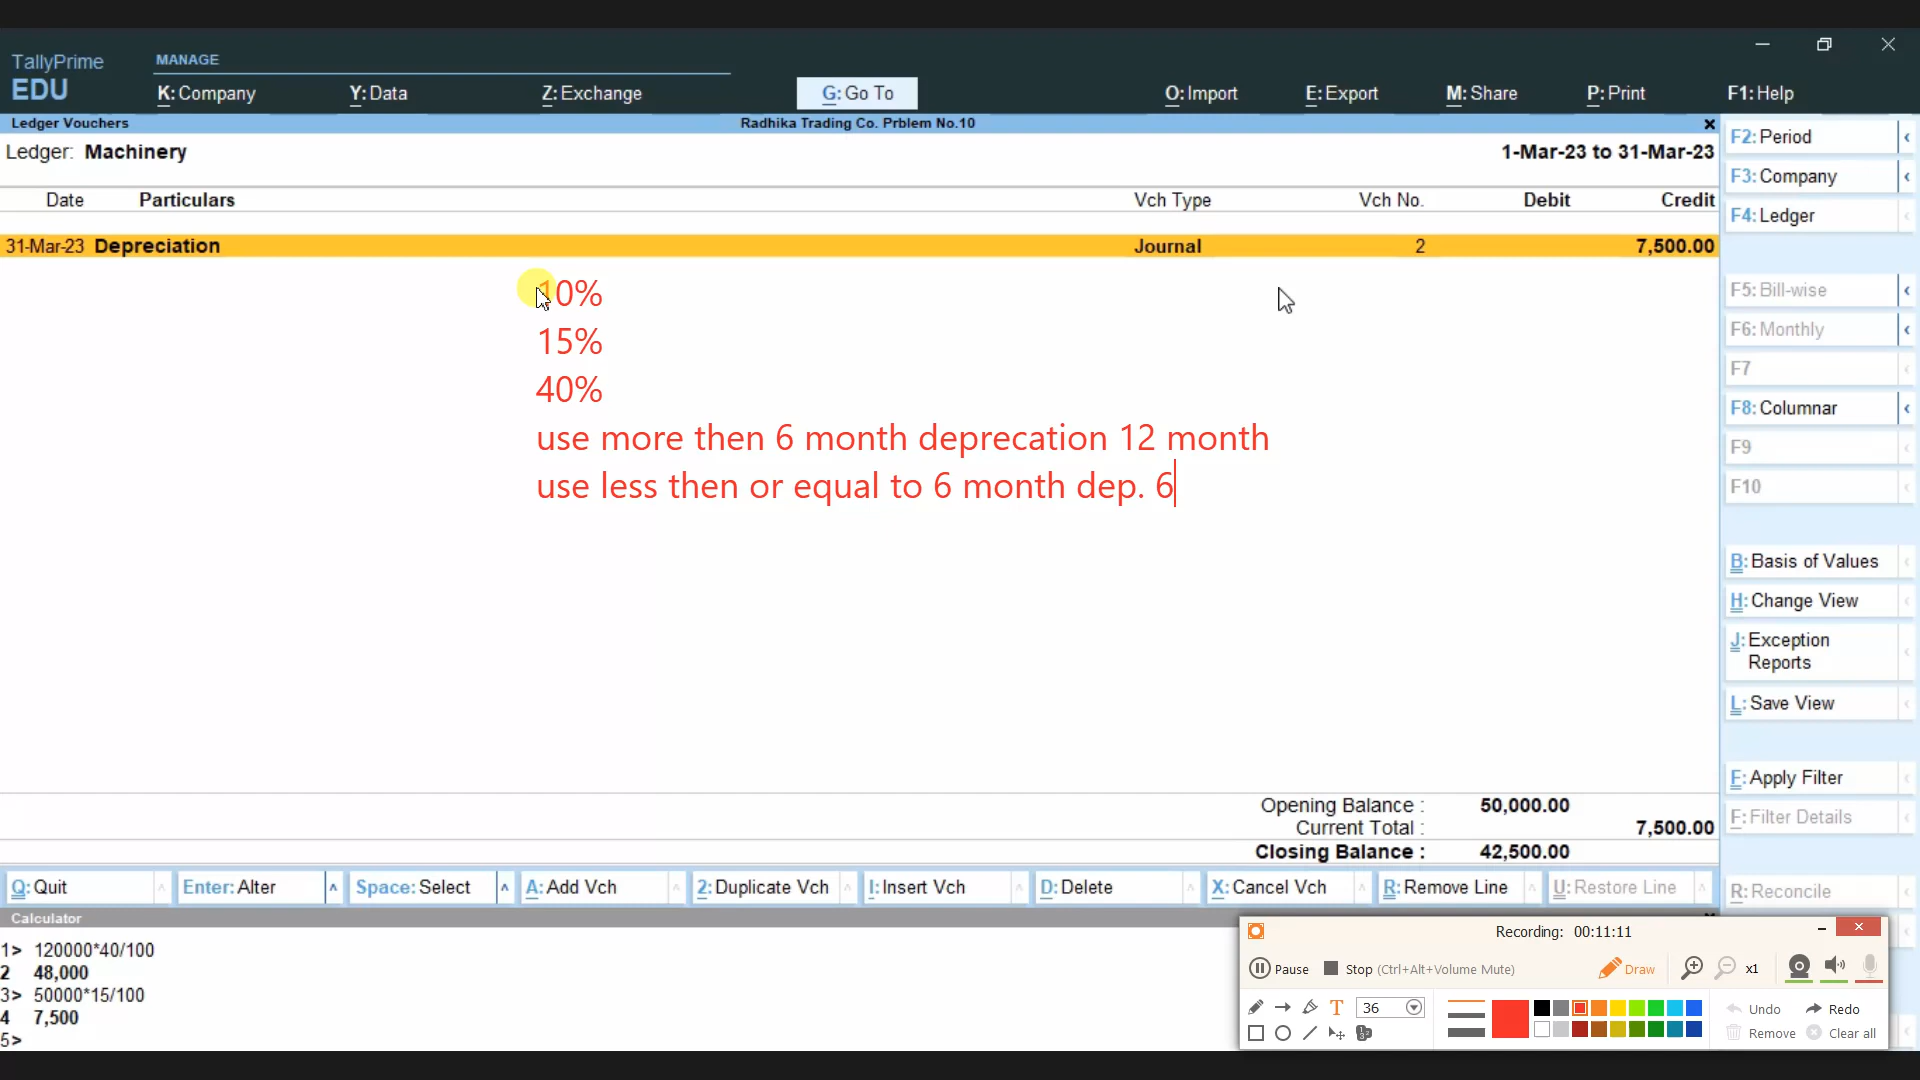 TallyPrime
EDU
MANAGE
K: Company
Y: Data
Z: Exchange
G: Go To
O: Import
E: Export
M: Share
P: Print
F1: Help
Ledger Vouchers
Radhika Trading Co. Prblem No.10
Ledger: Machinery
1-Mar-23 to 31-Mar-23
Date Particulars Vch Type Vch No. Debit Credit
31-Mar-23 Depreciation Journal 2 7,500.00
10%
15%
40%
use more then 6 month deprecation 12 month
use less then or equal to 6 month dep. 6
Opening Balance : 50,000.00
Current Total : 7,500.00
Closing Balance : 42,500.00
Q: Quit
Enter: Alter
Space: Select
A: Add Vch
2: Duplicate Vch
I: Insert Vch
D: Delete
X: Cancel Vch
R: Remove Line
U: Restore Line
F2: Period
F3: Company
F4: Ledger
F5: Bill-wise
F6: Monthly
F7
F8: Columnar
F9
F10
B: Basis of Values
H: Change View
J: Exception
Reports
L: Save View
F: Apply Filter
F: Filter Details
R: Reconcile
Calculator
1> 120000*40/100
2 48,000
3> 50000*15/100
4 7,500
5>
Recording: 00:11:11
Pause
Stop (Ctrl+Alt+Volume Mute)
Draw
x1
T
36
Undo
Redo
Remove
Clear all